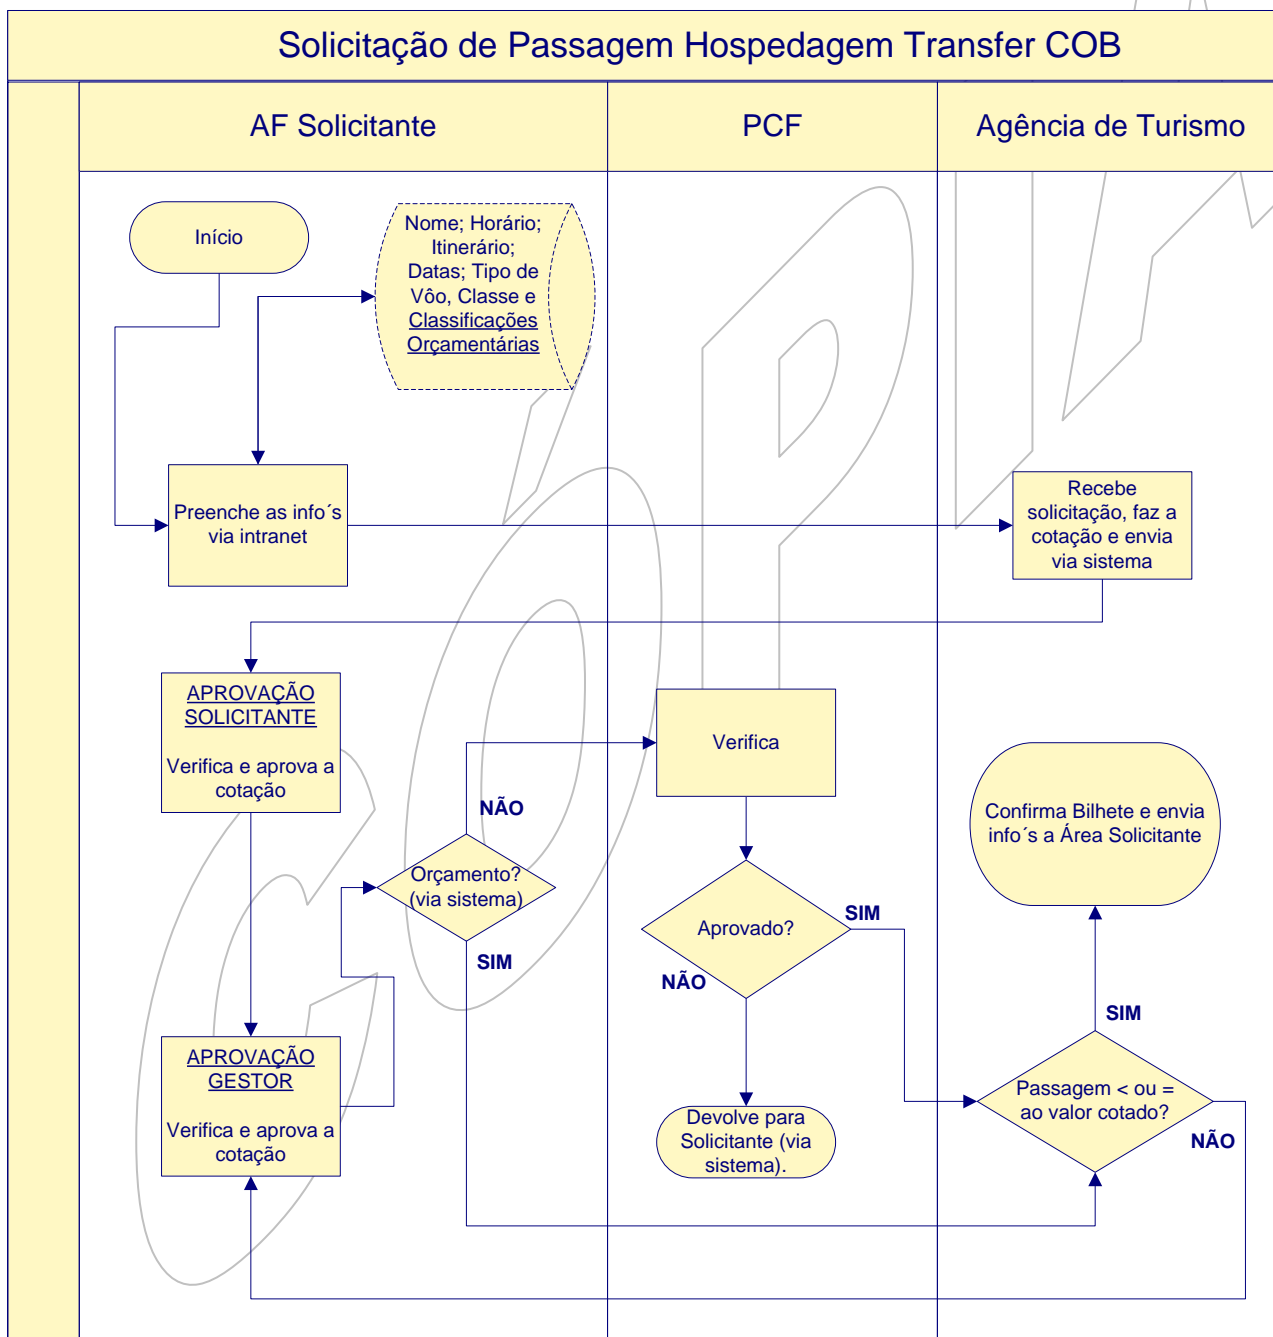 Solicitação de Passagem Hospedagem Transfer COB
AF Solicitante
PCF
Agência de Turismo
Início
Nome; Horário;
Itinerário;
Datas; Tipo de
Vôo, Classe e
Classificações
Orçamentárias
Preenche as info´s
via intranet
Recebe
solicitação, faz a
cotação e envia
via sistema
APROVAÇÃO
SOLICITANTE
Verifica e aprova a
cotação
Verifica
NÃO
Orçamento?
(via sistema)
SIM
Confirma Bilhete e envia
info´s a Área Solicitante
Aprovado?
SIM
NÃO
SIM
APROVAÇÃO
GESTOR
Verifica e aprova a
cotação
Devolve para
Solicitante (via
sistema).
Passagem < ou =
ao valor cotado?
NÃO